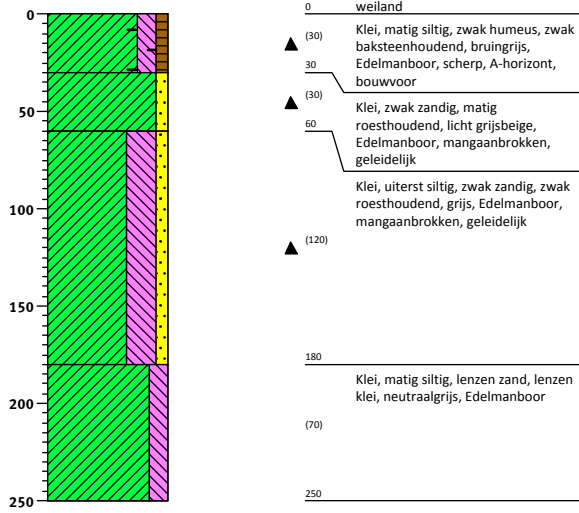 0
50
100
150
200
250
0 weiland
(30)
Klei, matig siltig, zwak humeus, zwak
baksteenhoudend, bruingrijs,
Edelmanboor, scherp, A-horizont,
bouwvoor
30
(30)
Klei, zwak zandig, matig
roesthoudend, licht grijsbeige,
Edelmanboor, mangaanbrokken,
geleidelijk
60
Klei, uiterst siltig, zwak zandig, zwak
roesthoudend, grijs, Edelmanboor,
mangaanbrokken, geleidelijk
(120)
180
Klei, matig siltig, lenzen zand, lenzen
klei, neutraalgrijs, Edelmanboor
(70)
250